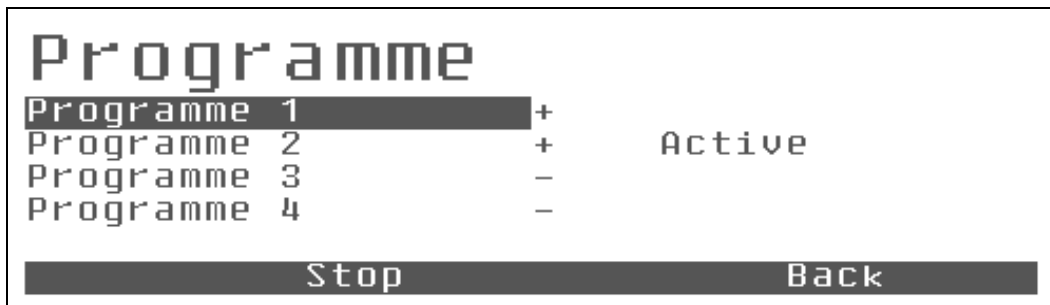 Programme
Programme 1 +
Programme 2 + Active
Programme 3 –
Programme 4 –
Stop Back